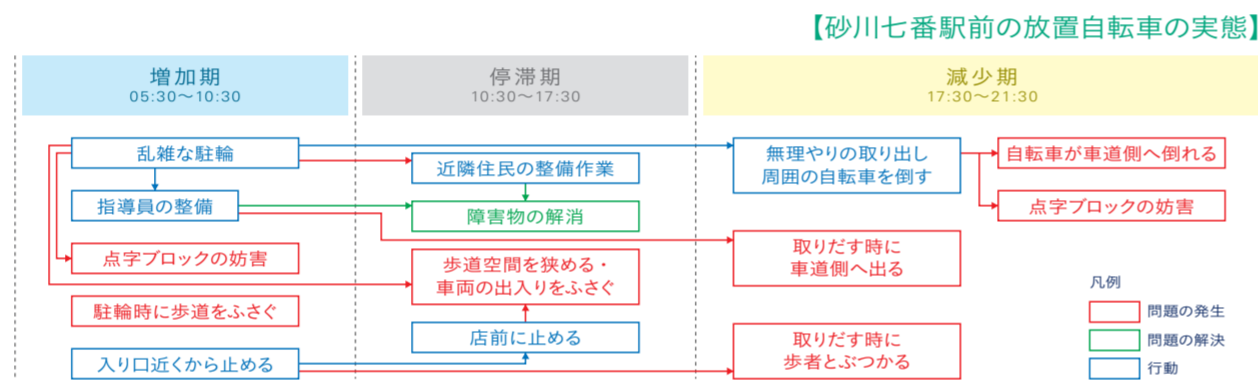 【砂川七番駅前の放置自転車の実態】
増加期
05:30〜10:30
停滞期
10:30〜17:30
減少期
17:30〜21:30
乱雑な駐輪
指導員の整備
点字ブロックの妨害
駐輪時に歩道をふさぐ
入り口近くから止める
近隣住民の整備作業
障害物の解消
歩道空間を狭める・
車両の出入りをふさぐ
店前に止める
無理やりの取り出し
周囲の自転車を倒す
取りだす時に
車道側へ出る
取りだす時に
歩者とぶつかる
自転車が車道側へ倒れる
点字ブロックの妨害
凡例
問題の発生
問題の解決
行動